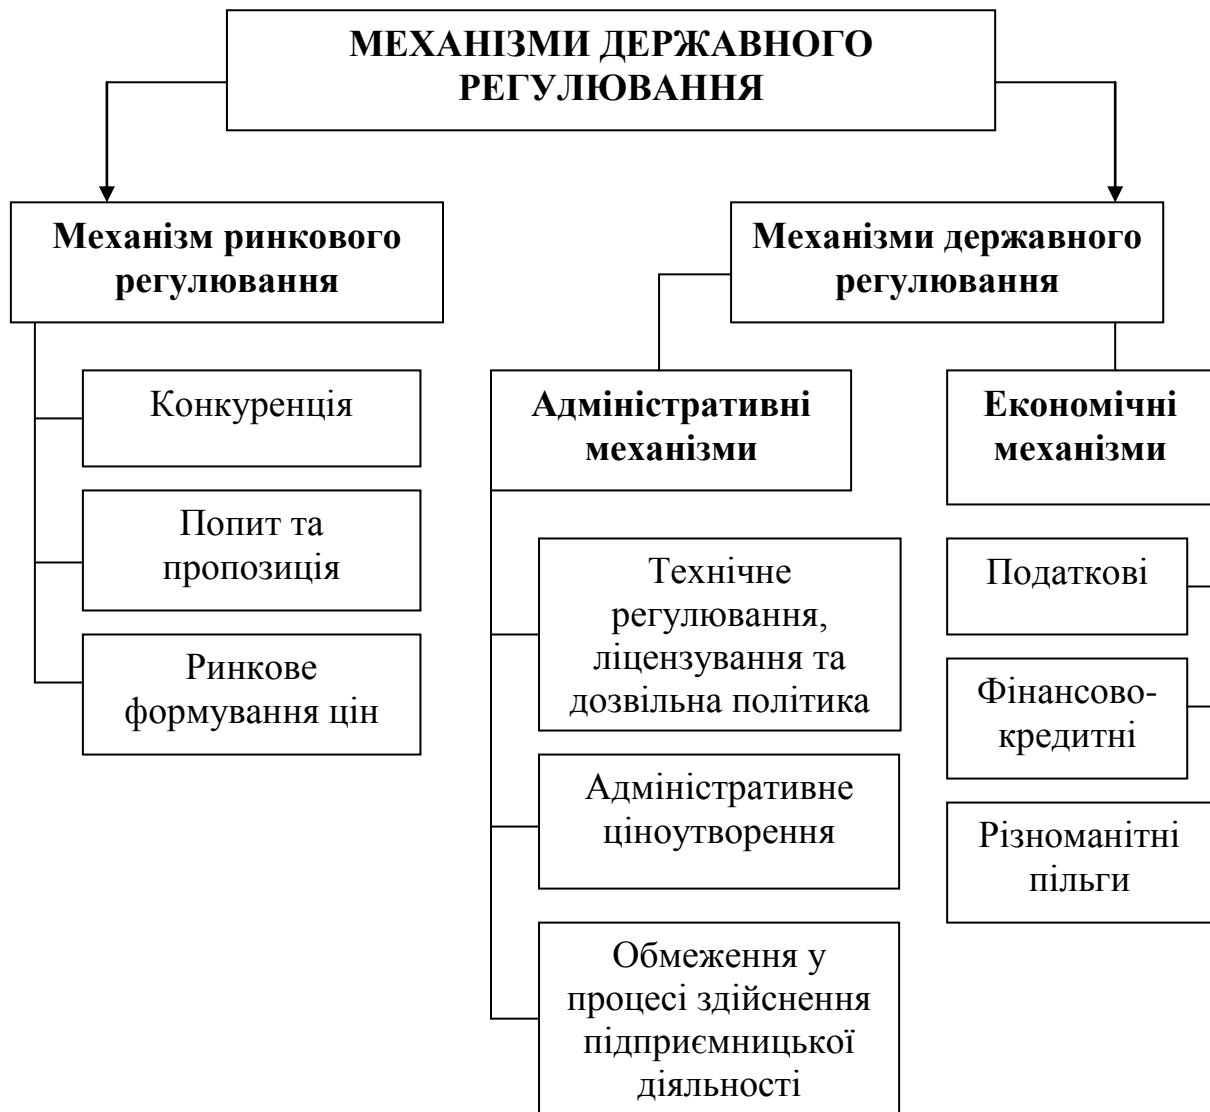 МЕХАНІЗМИ ДЕРЖАВНОГО
РЕГУЛЮВАННЯ
Механізм ринкового
регулювання
Конкуренція
Попит та
пропозиція
Ринкове
формування цін
Механізми державного
регулювання
Адміністративні
механізми
Технічне
регулювання,
ліцензування та
дозвільна політика
Адміністративне
ціноутворення
Обмеження у
процесі здійснення
підприємницької
діяльності
Економічні
механізми
Податкові
Фінансово-
кредитні
Різноманітні
пільги